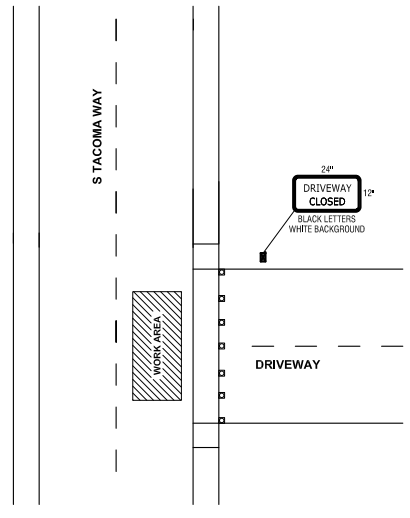 S TACOMA WAY
24"
DRIVEWAY
CLOSED
12"
BLACK LETTERS
WHITE BACKGROUND
WORK AREA
DRIVEWAY